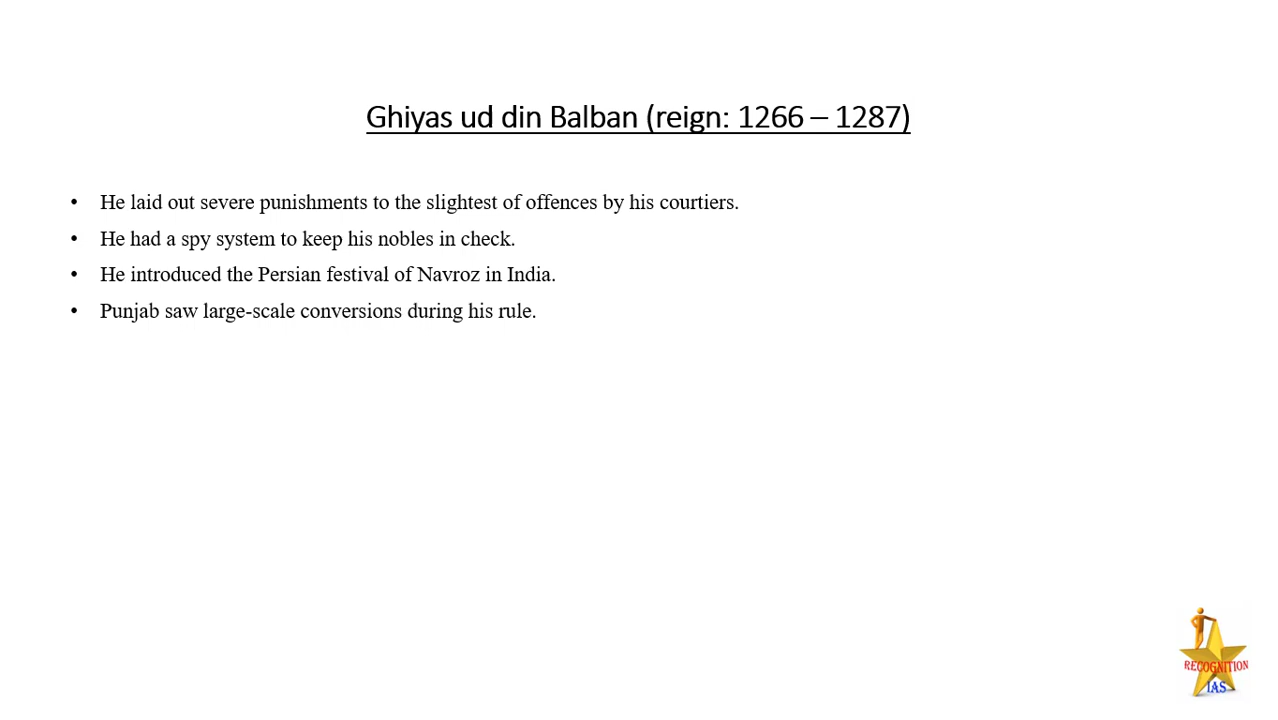 Ghiyas ud din Balban (reign: 1266 – 1287)
• He laid out severe punishments to the slightest of offences by his courtiers.
• He had a spy system to keep his nobles in check.
• He introduced the Persian festival of Navroz in India.
• Punjab saw large-scale conversions during his rule.
RECOGNITION
IAS